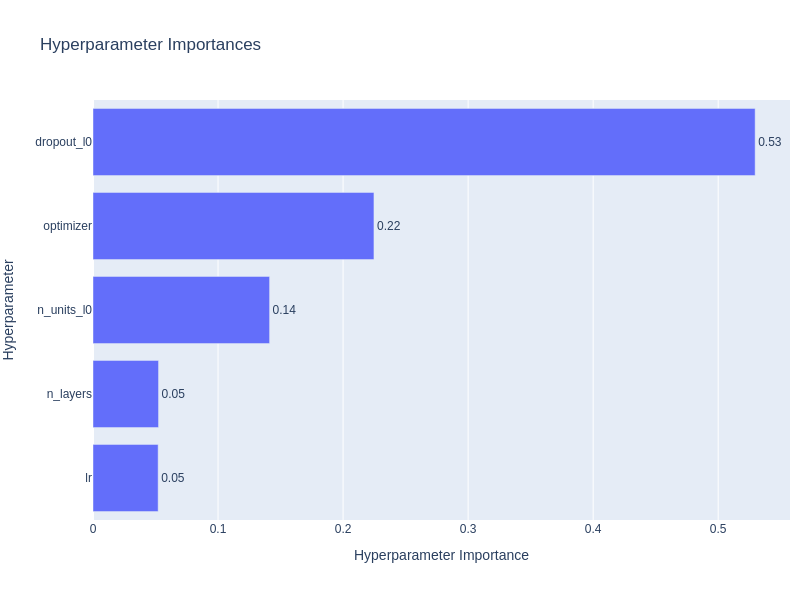 Hyperparameter Importances
Hyperparameter
dropout_l0
0.53
optimizer
0.22
n_units_l0
0.14
n_layers
0.05
lr
0.05
0
0.1
0.2
0.3
0.4
0.5
Hyperparameter Importance